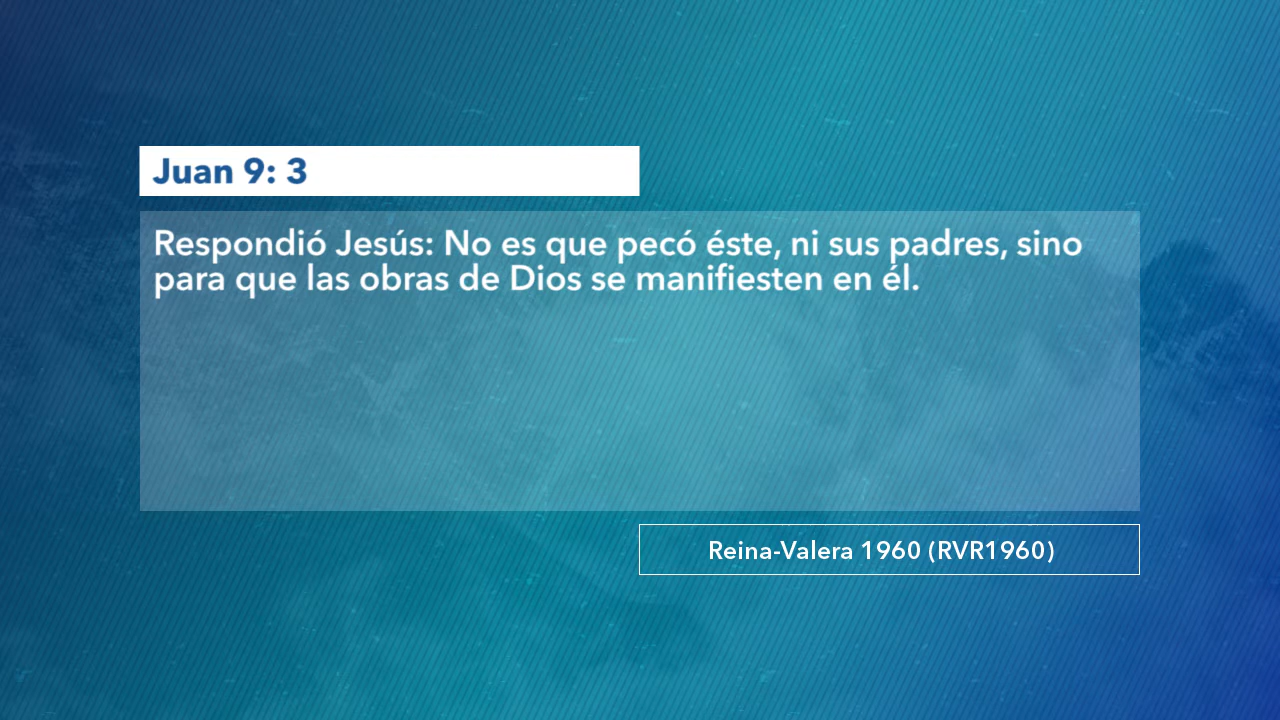 Juan 9: 3
Respondió Jesús: No es que pecó éste, ni sus padres, sino
para que las obras de Dios se manifiesten en él.
Reina-Valera 1960 (RVR1960)